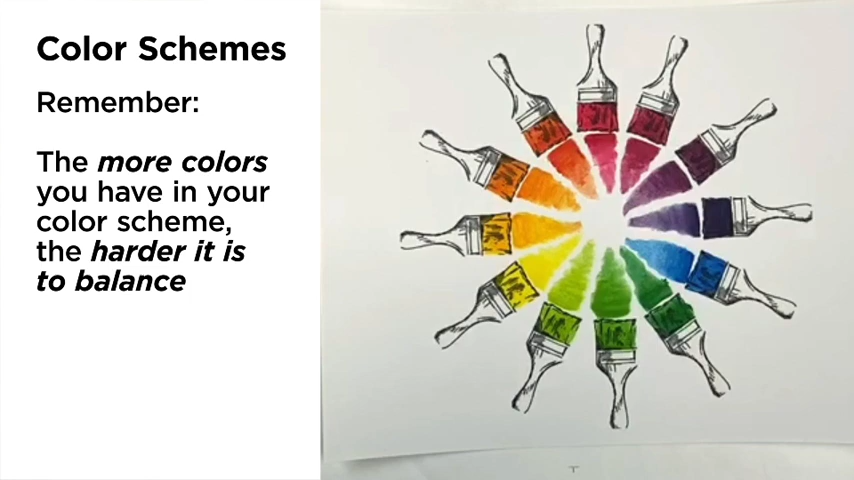 Color Schemes
Remember:
The more colors
you have in your
color scheme,
the harder it is
to balance